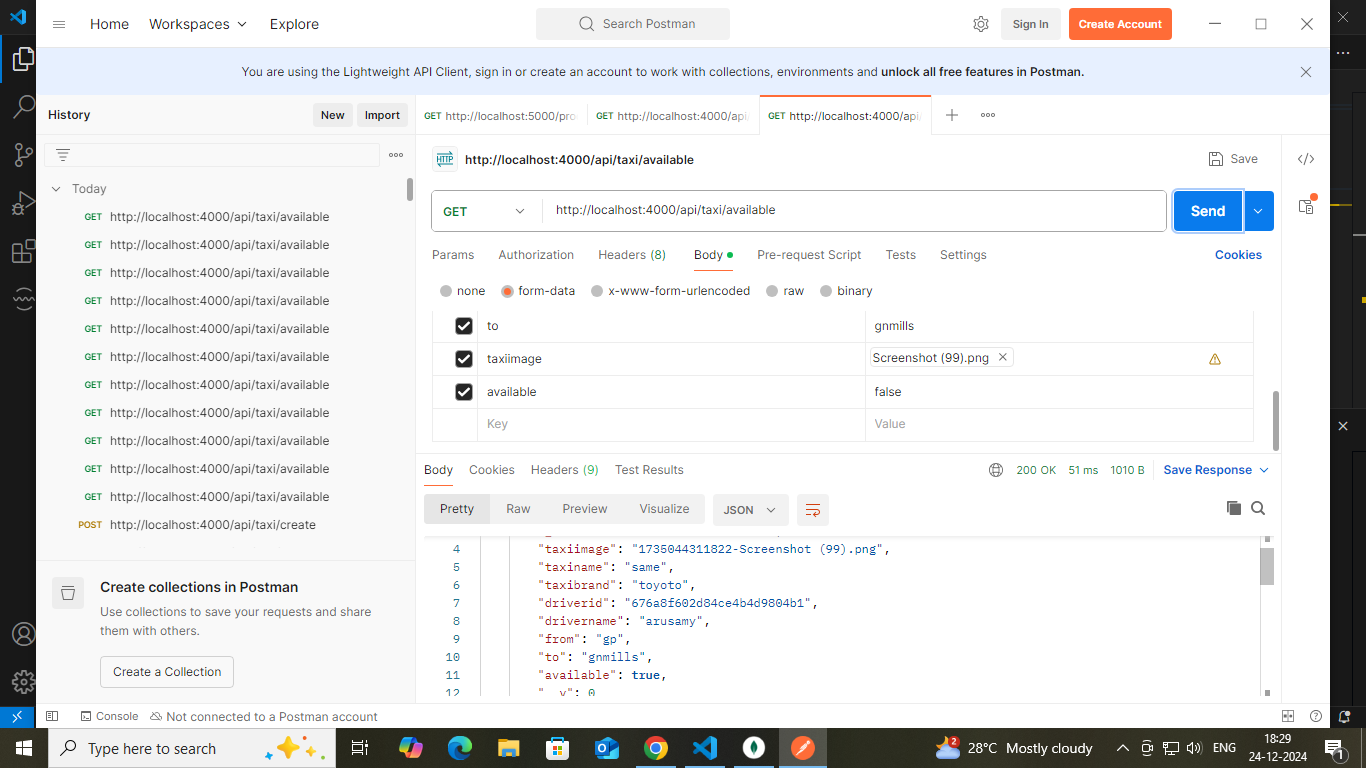 Home Workspaces Explore
Search Postman
Sign In Create Account
You are using the Lightweight API Client, sign in or create an account to work with collections, environments and unlock all free features in Postman.
History New Import
Today
GET http://localhost:4000/api/taxi/available
GET http://localhost:4000/api/taxi/available
GET http://localhost:4000/api/taxi/available
GET http://localhost:4000/api/taxi/available
GET http://localhost:4000/api/taxi/available
GET http://localhost:4000/api/taxi/available
GET http://localhost:4000/api/taxi/available
GET http://localhost:4000/api/taxi/available
GET http://localhost:4000/api/taxi/available
GET http://localhost:4000/api/taxi/available
GET http://localhost:4000/api/taxi/available
POST http://localhost:4000/api/taxi/create
Create collections in Postman
Use collections to save your requests and share
them with others.
Create a Collection
GET http://localhost:5000/pro GET http://localhost:4000/api GET http://localhost:4000/api
HTTP http://localhost:4000/api/taxi/available Save
GET http://localhost:4000/api/taxi/available Send
Params Authorization Headers (8) Body Pre-request Script Tests Settings Cookies
none form-data x-www-form-urlencoded raw binary
to gnmills
taxiimage Screenshot (99).png
available false
Key Value
Body Cookies Headers (9) Test Results 200 OK 51 ms 1010 B Save Response
Pretty Raw Preview Visualize JSON
4 "taxiimage": "1735044311822-Screenshot (99).png",
5 "taxiname": "same",
6 "taxibrand": "toyoto",
7 "driverid": "676a8f602d84ce4b4d9804b1",
8 "drivername": "arusamy",
9 "from": "gp",
10 "to": "gnmills",
11 "available": true,
12 "__v": 0
Console Not connected to a Postman account
Type here to search
2 28°C Mostly cloudy ENG 18:29
24-12-2024 1